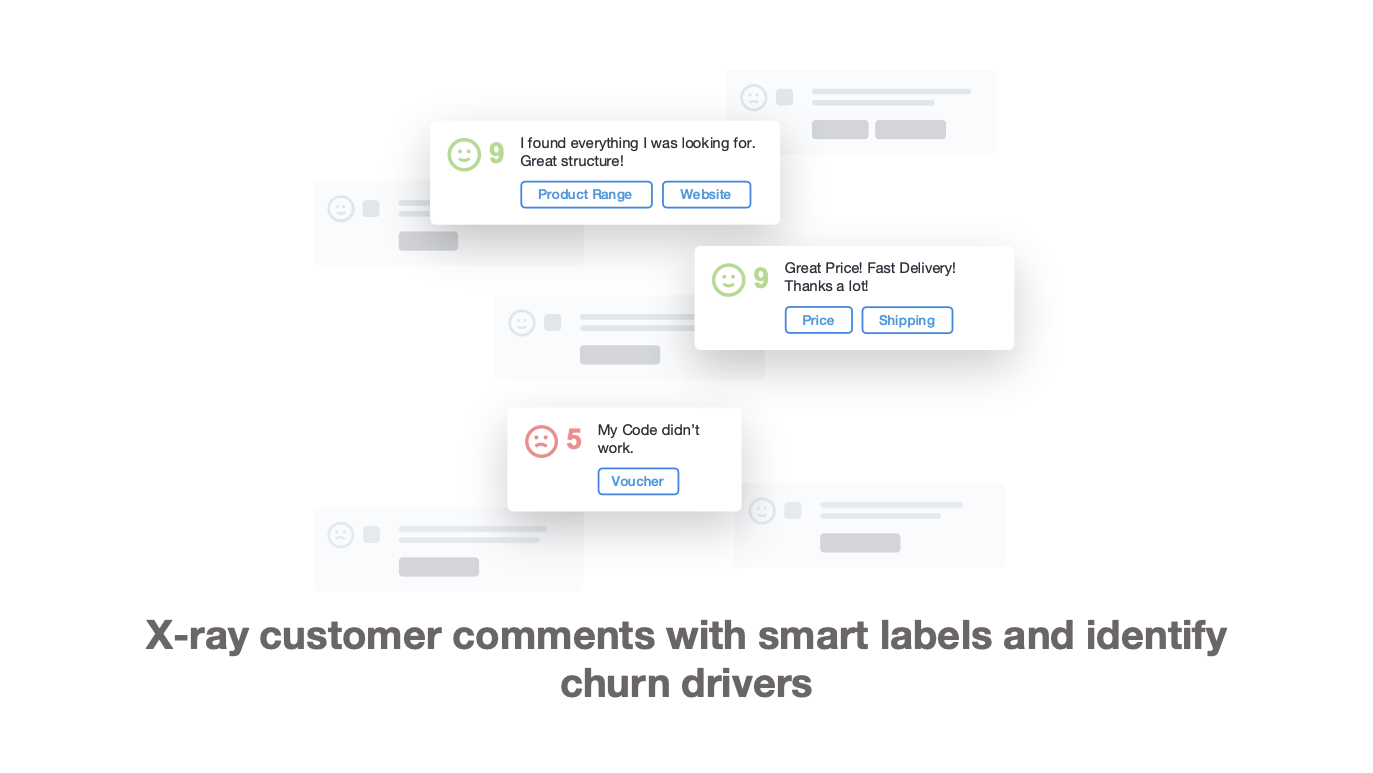 9
I found everything I was looking for.
Great structure!
Product Range
Website
9
Great Price! Fast Delivery!
Thanks a lot!
Price
Shipping
5
My Code didn’t
work.
Voucher
X-ray customer comments with smart labels and identify
churn drivers